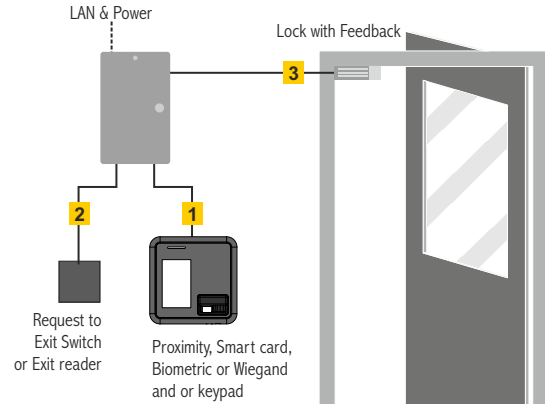 LAN & Power
Lock with Feedback
3
2
1
Request to
Exit Switch
or Exit reader
Proximity, Smart card,
Biometric or Wiegand
and or keypad